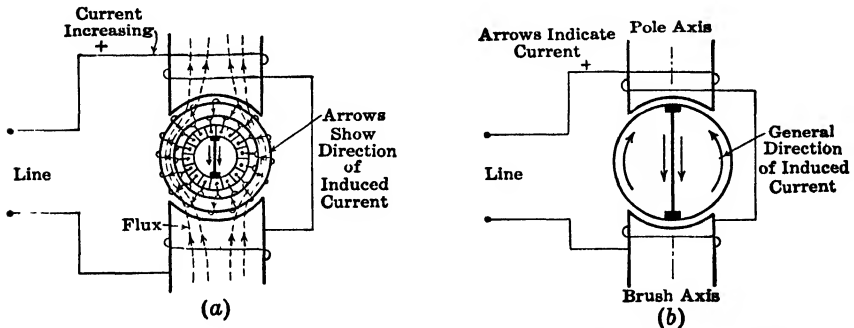 Current
Increasing
+
Arrows
Show
Direction
of
Induced
Current
Line
Flux
(a)
Pole Axis
Arrows Indicate
Current
+
General
Direction
of Induced
Current
Line
Brush Axis
(b)